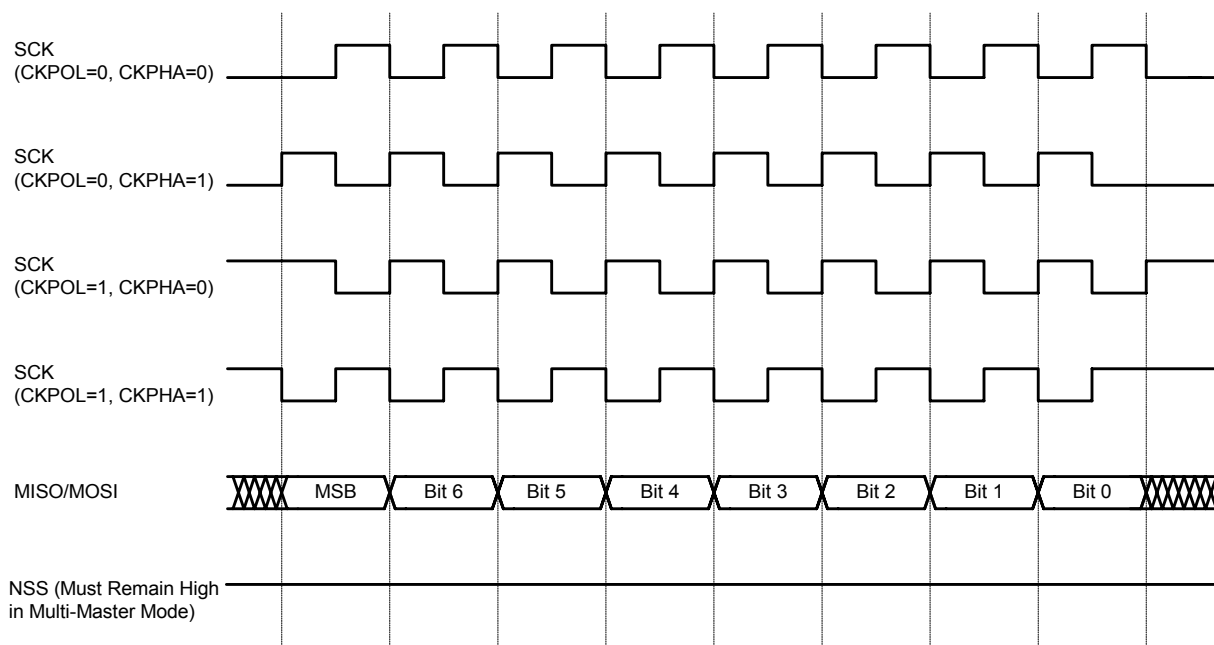 SCK
(CKPOL=0, CKPHA=0)
SCK
(CKPOL=0, CKPHA=1)
SCK
(CKPOL=1, CKPHA=0)
SCK
(CKPOL=1, CKPHA=1)
MISO/MOSI
MSB
Bit 6
Bit 5
Bit 4
Bit 3
Bit 2
Bit 1
Bit 0
NSS (Must Remain High
in Multi-Master Mode)